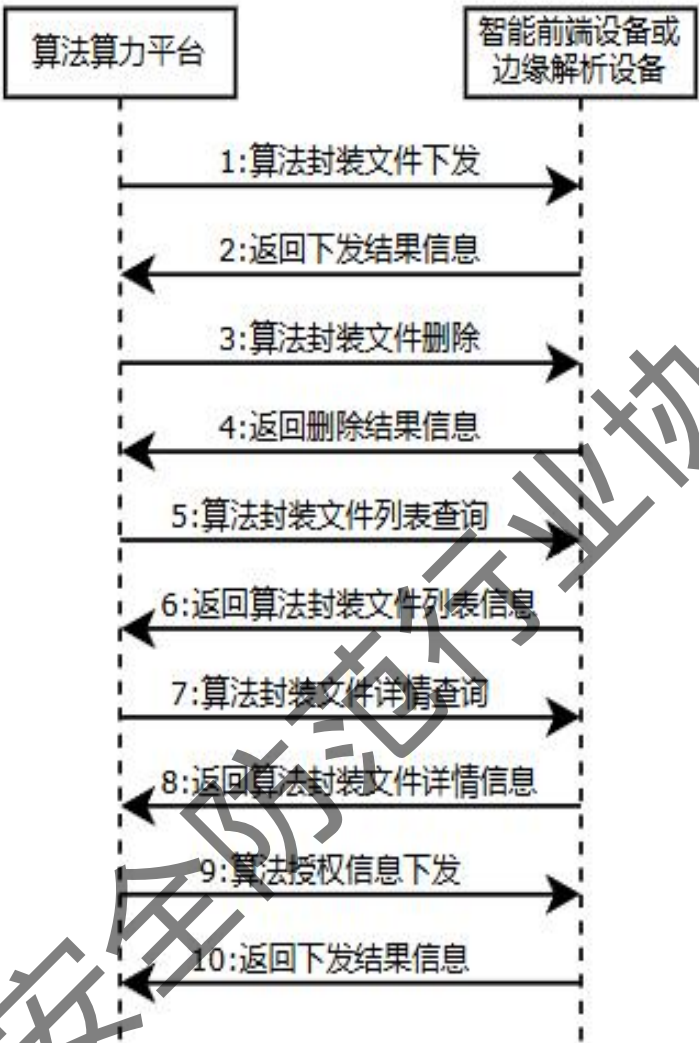 算法算力平台
智能前端设备或
边缘解析设备
1:算法封装文件下发
2:返回下发结果信息
3:算法封装文件删除
4:返回删除结果信息
5:算法封装文件列表查询
6:返回算法封装文件列表信息
7:算法封装文件详情查询
8:返回算法封装文件详情信息
9:算法授权信息下发
10:返回下发结果信息
安全防范行业协